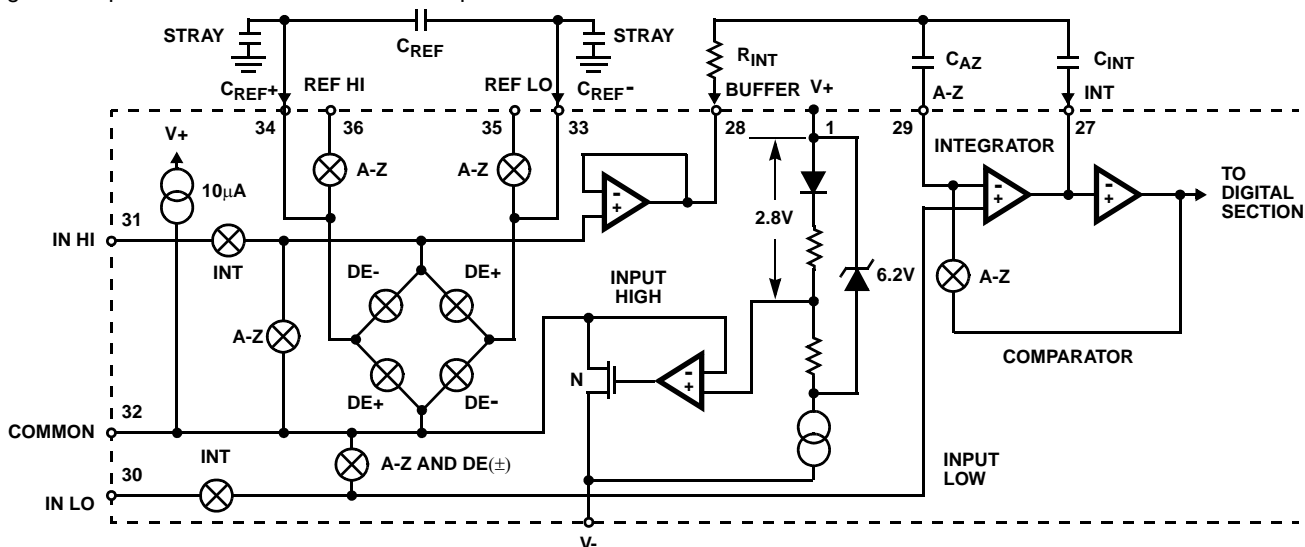 STRAY
CREF
STRAY
RINT
CAZ
CINT
CREF+
REF HI
REF LO
CREF-
BUFFER
V+
A-Z
INT
34
36
35
33
28
1
29
27
V+
10µA
A-Z
A-Z
INTEGRATOR
TO
DIGITAL
SECTION
-
+
2.8V
-
+
-
+
31
IN HI
INT
DE-
DE+
INPUT
HIGH
6.2V
A-Z
A-Z
DE+
DE-
N
-
+
COMPARATOR
32
COMMON
INT
A-Z AND DE(±)
30
IN LO
INPUT
LOW
V-